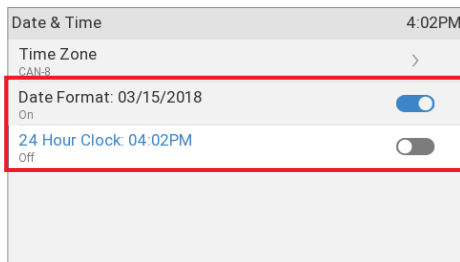 Date & Time 4:02PM
Time Zone
CAN-8
Date Format: 03/15/2018
On
24 Hour Clock: 04:02PM
Off